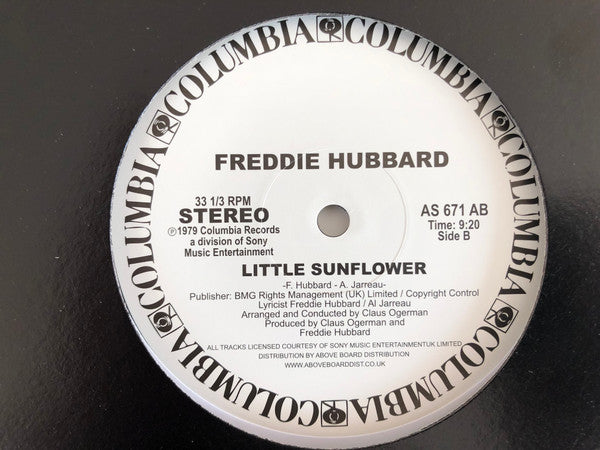 COLUMBIA COLUMBIA COLUMBIA COLUMBIA COLUMBIA COLUMBIA COLUMBIA COLUMBIA
FREDDIE HUBBARD
33 1/3 RPM
STEREO
℗1979 Columbia Records
a division of Sony
Music Entertainment
AS 671 AB
Time: 9:20
Side B
LITTLE SUNFLOWER
-F. Hubbard - A. Jarreau-
Publisher: BMG Rights Management (UK) Limited / Copyright Control
Lyricist Freddie Hubbard / Al Jarreau
Arranged and Conducted by Claus Ogerman
Produced by Claus Ogerman and
Freddie Hubbard
ALL TRACKS LICENSED COURTESY OF SONY MUSIC ENTERTAINMENTUK LIMITED
DISTRIBUTION BY ABOVE BOARD DISTRIBUTION
WWW.ABOVEBOARDDIST.CO.UK